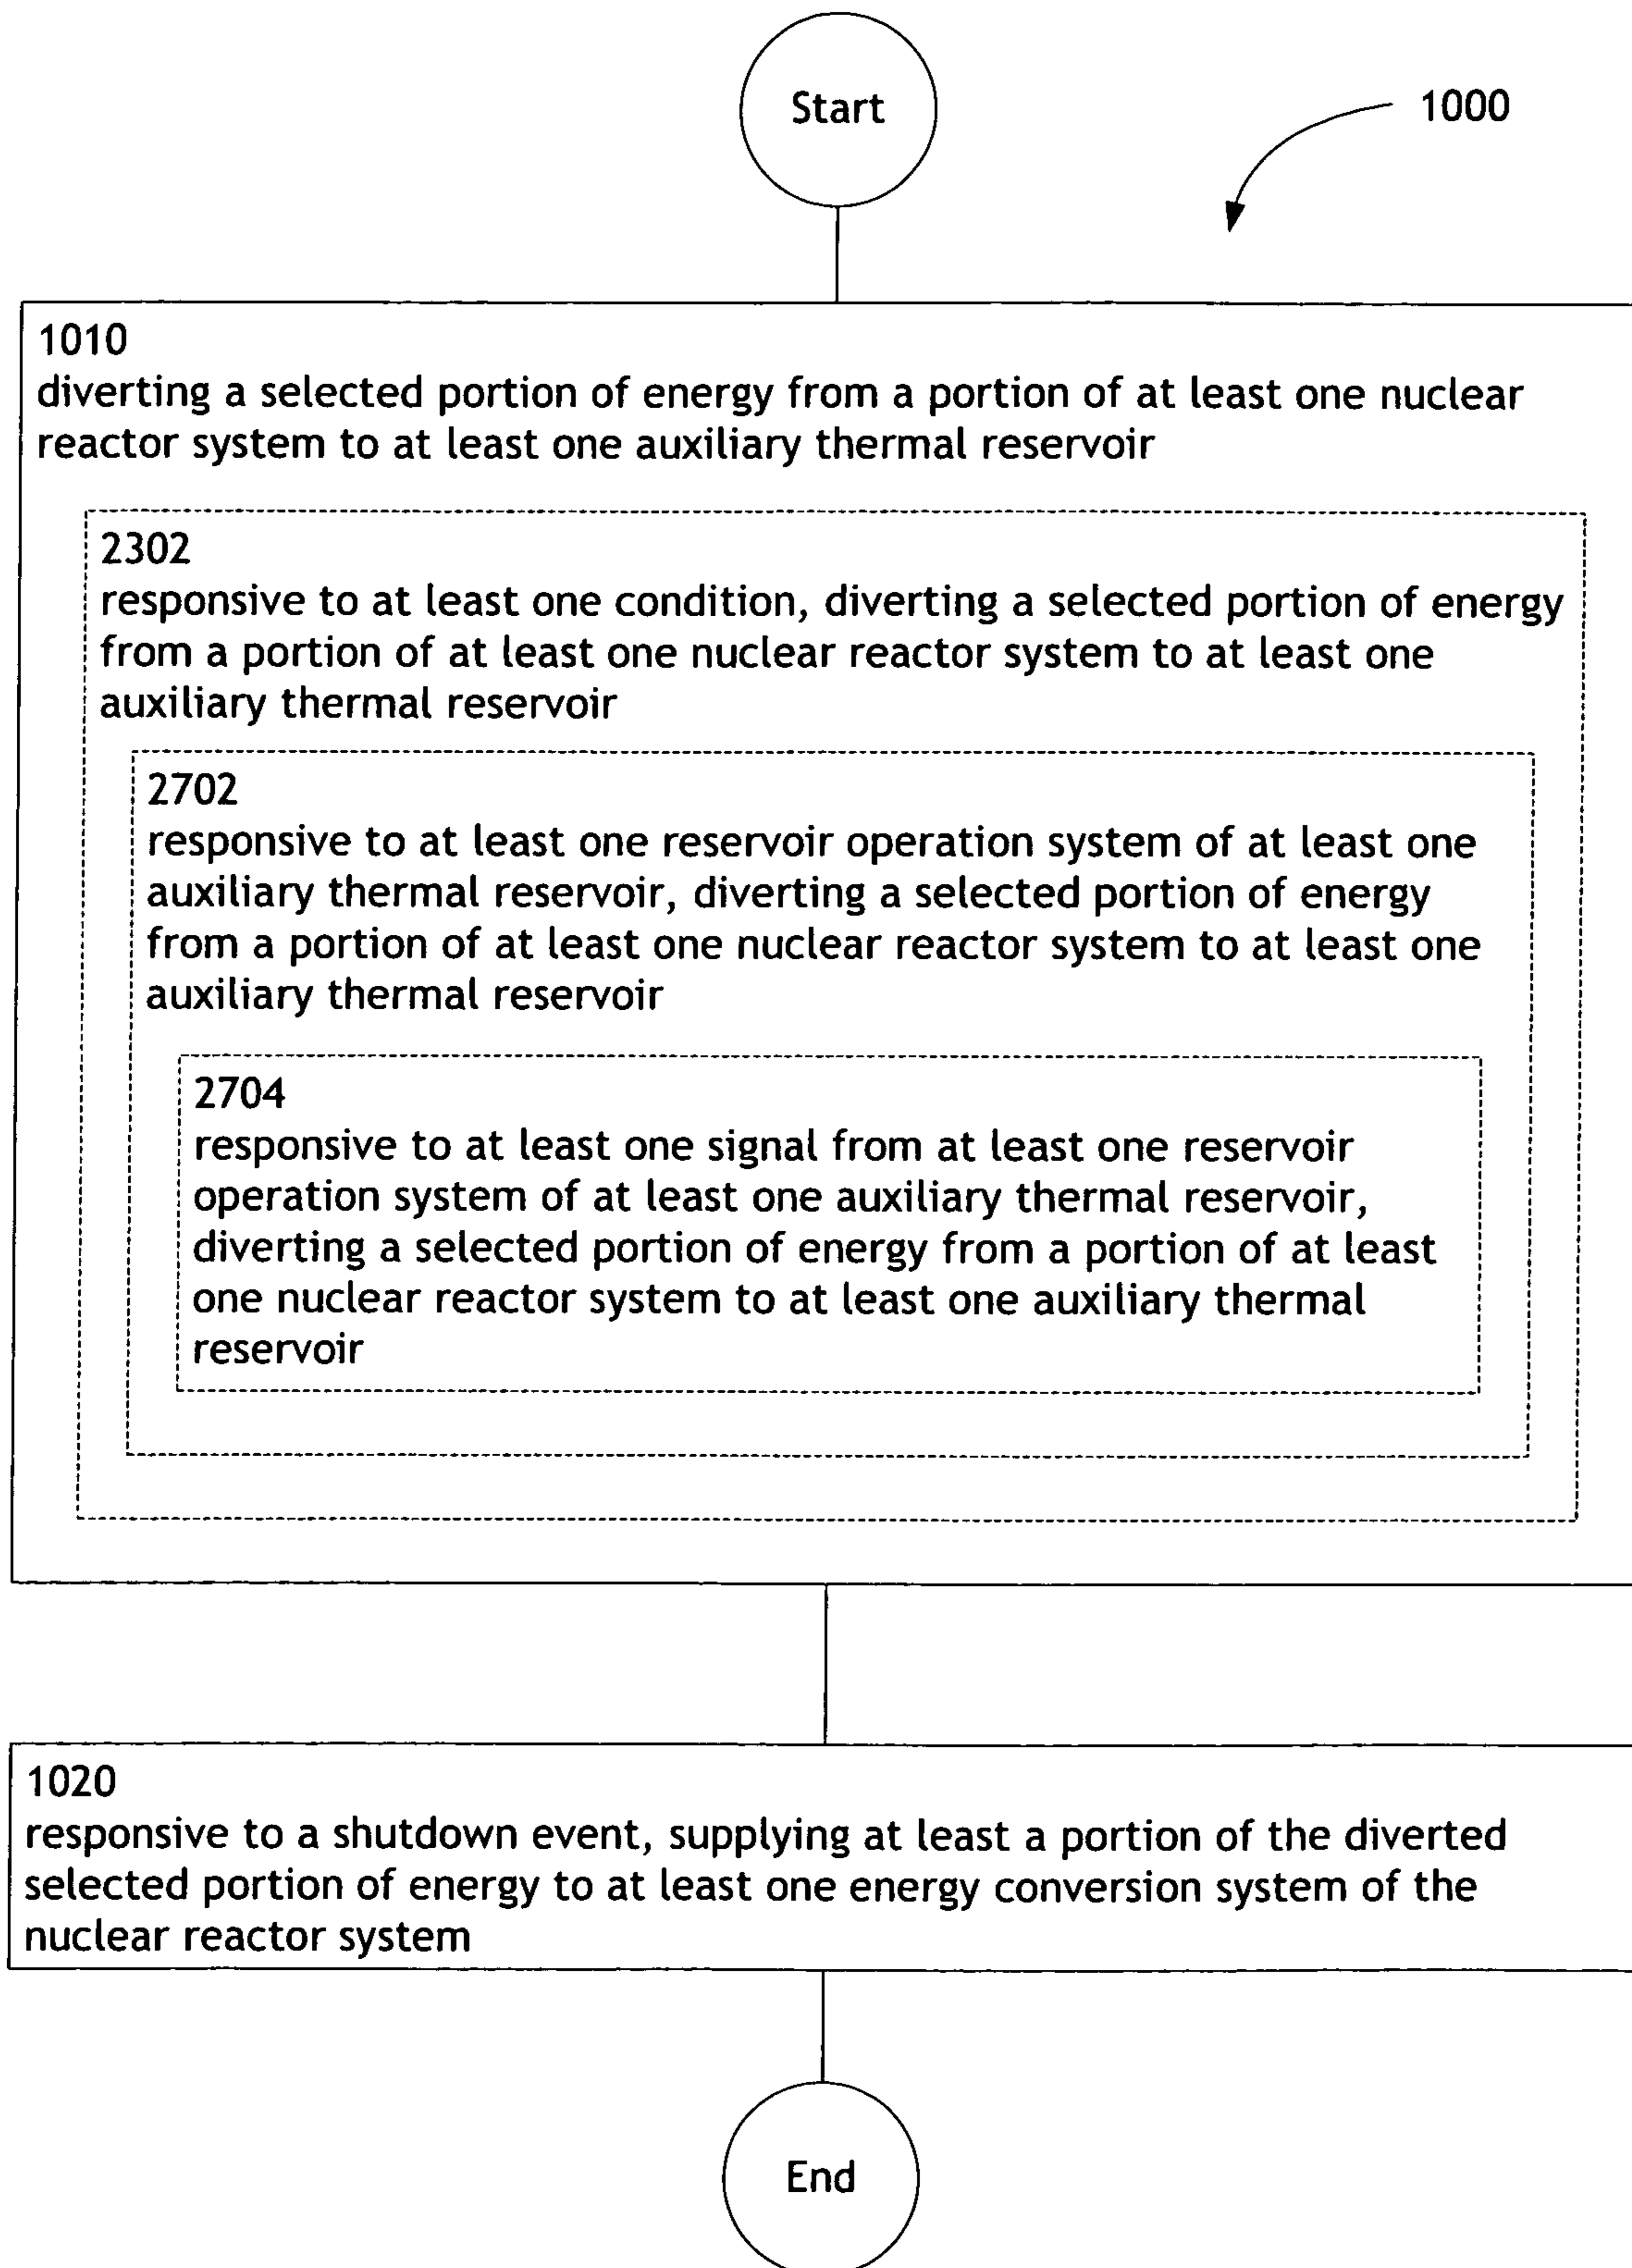 Start
1000
1010
diverting a selected portion of energy from a portion of at least one nuclear
reactor system to at least one auxiliary thermal reservoir
2302
responsive to at least one condition, diverting a selected portion of energy
from a portion of at least one nuclear reactor system to at least one
auxiliary thermal reservoir
2702
responsive to at least one reservoir operation system of at least one
auxiliary thermal reservoir, diverting a selected portion of energy
from a portion of at least one nuclear reactor system to at least one
auxiliary thermal reservoir
2704
responsive to at least one signal from at least one reservoir
operation system of at least one auxiliary thermal reservoir,
diverting a selected portion of energy from a portion of at least
one nuclear reactor system to at least one auxiliary thermal
reservoir
1020
responsive to a shutdown event, supplying at least a portion of the diverted
selected portion of energy to at least one energy conversion system of the
nuclear reactor system
End